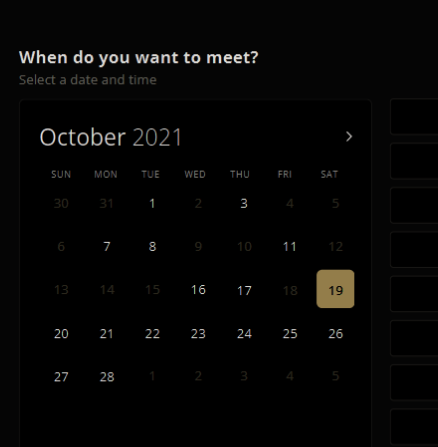 When do you want to meet?
Select a date and time
October 2021
SUN MON TUE WED THU FRI SAT
30 31 1 2 3 4 5
6 7 8 9 10 11 12
13 14 15 16 17 18 19
20 21 22 23 24 25 26
27 28 1 2 3 4 5